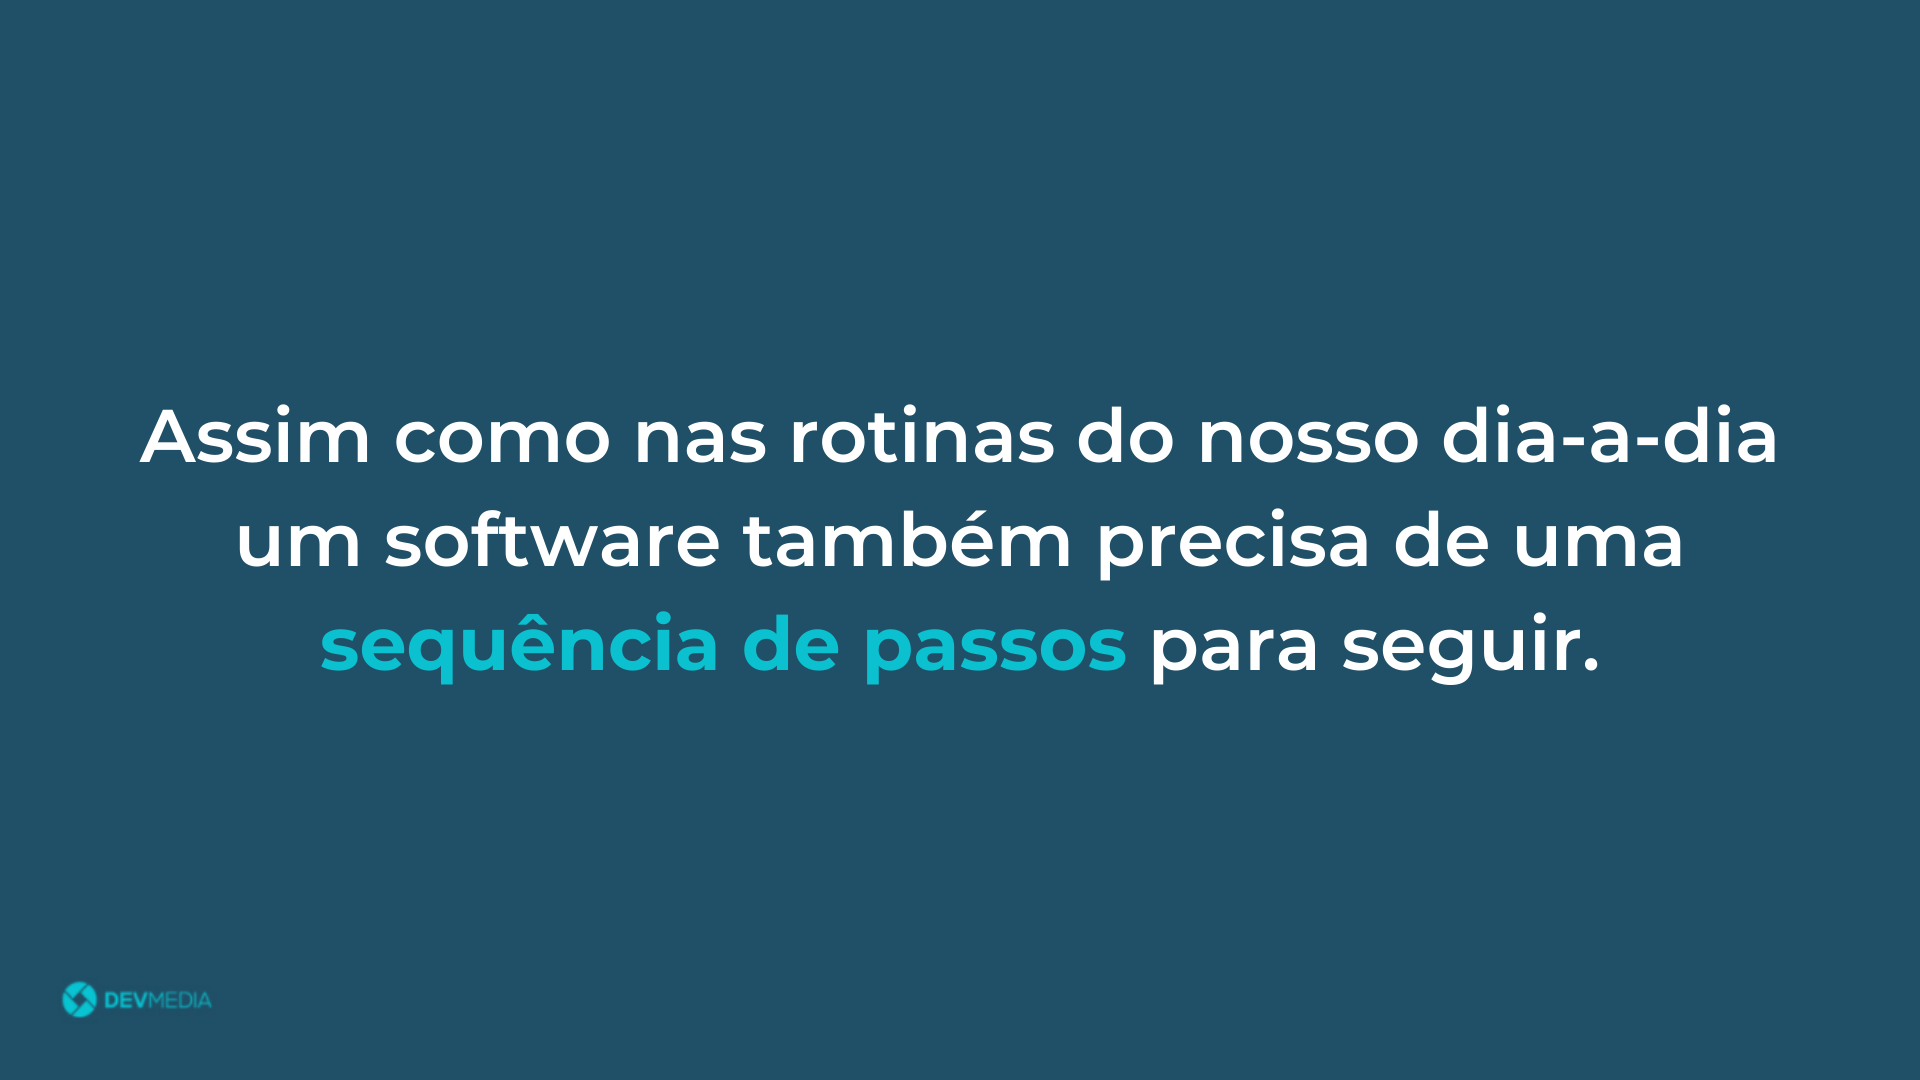 Assim como nas rotinas do nosso dia-a-dia
um software também precisa de uma
sequência de passos para seguir.
DEVMEDIA